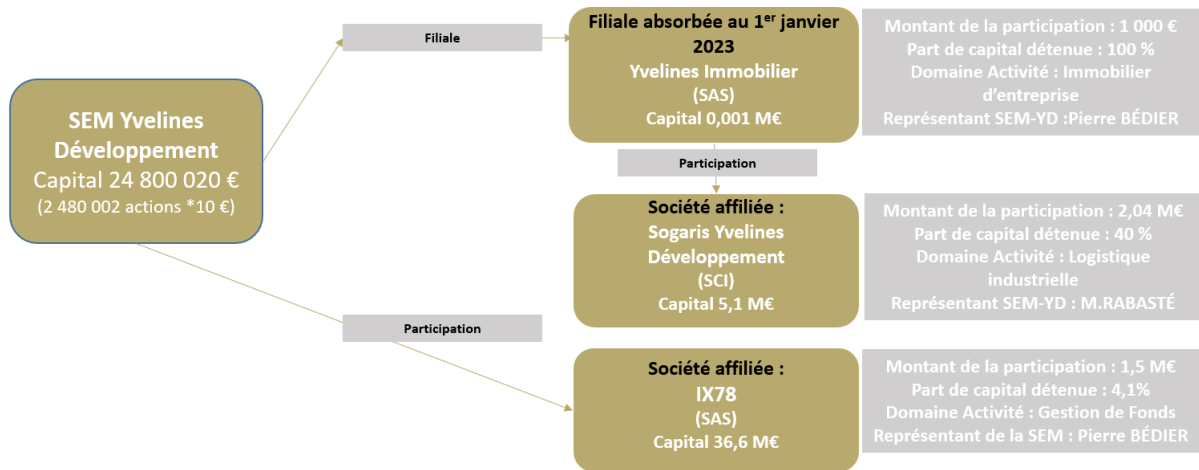 SEM Yvelines
Développement
Capital 24 800 020 €
(2 480 002 actions *10 €)
Filiale
Filiale absorbée au 1er janvier
2023
Yvelines Immobilier
(SAS)
Capital 0,001 M€
Montant de la participation : 1 000 €
Part de capital détenue : 100 %
Domaine Activité : Immobilier
d’entreprise
Représentant SEM-YD :Pierre BÉDIER
Participation
Société affiliée :
Sogaris Yvelines
Développement
(SCI)
Capital 5,1 M€
Montant de la participation : 2,04 M€
Part de capital détenue : 40 %
Domaine Activité : Logistique
industrielle
Représentant SEM-YD : M.RABASTÉ
Participation
Société affiliée :
IX78
(SAS)
Capital 36,6 M€
Montant de la participation : 1,5 M€
Part de capital détenue : 4,1%
Domaine Activité : Gestion de Fonds
Représentant de la SEM : Pierre BÉDIER